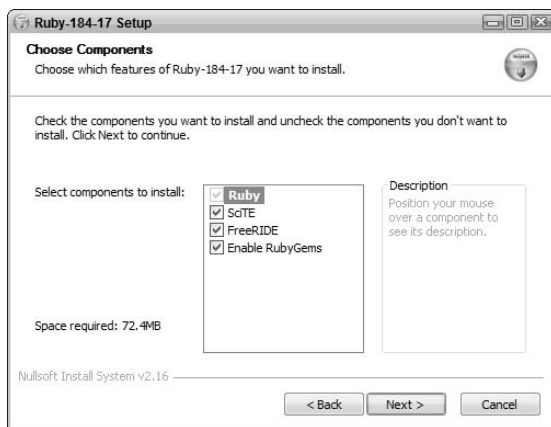 Ruby-184-17 Setup
Choose Components
Choose which features of Ruby-184-17 you want to install.
Check the components you want to install and uncheck the components you don't want to
install. Click Next to continue.
Select components to install:
Ruby
SciTE
FreeRIDE
Enable RubyGems
Description
Position your mouse
over a component to
see its description.
Space required: 72.4MB
Nullsoft Install System v2.16
< Back
Next >
Cancel